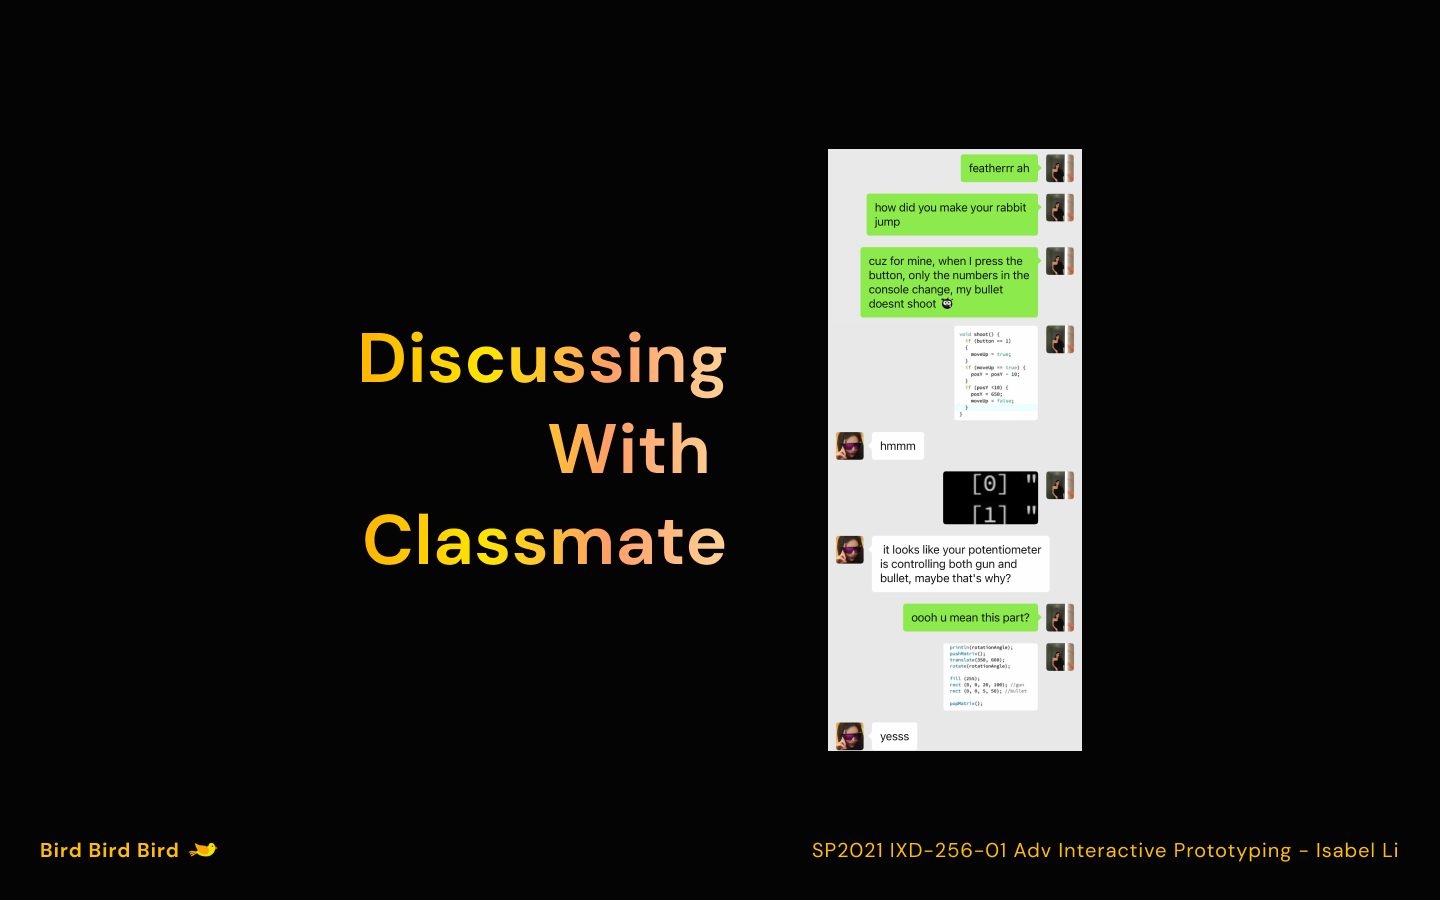 Discussing
With
Classmate
featherrr ah
how did you make your rabbit
jump
cuz for mine, when I press the
button, only the numbers in the
console change, my bullet
doesnt shoot
void shoot() {
if (button == 1)
{
moveUp = true;
}
if (moveUp == true) {
posY = posY - 10;
}
if (posY <10) {
posY = 650;
moveUp = false;
}
}
hmmm
[0] "
[1] "
it looks like your potentiometer
is controlling both gun and
bullet, maybe that's why?
oooh u mean this part?
println(rotationAngle);
pushMatrix();
translate(350, 600);
rotate(rotationAngle);
fill (255);
rect (0, 0, 20, 100); //gun
rect (0, 0, 5, 50); //bullet
popMatrix();
yesss
Bird Bird Bird
SP2021 IXD-256-01 Adv Interactive Prototyping - Isabel Li